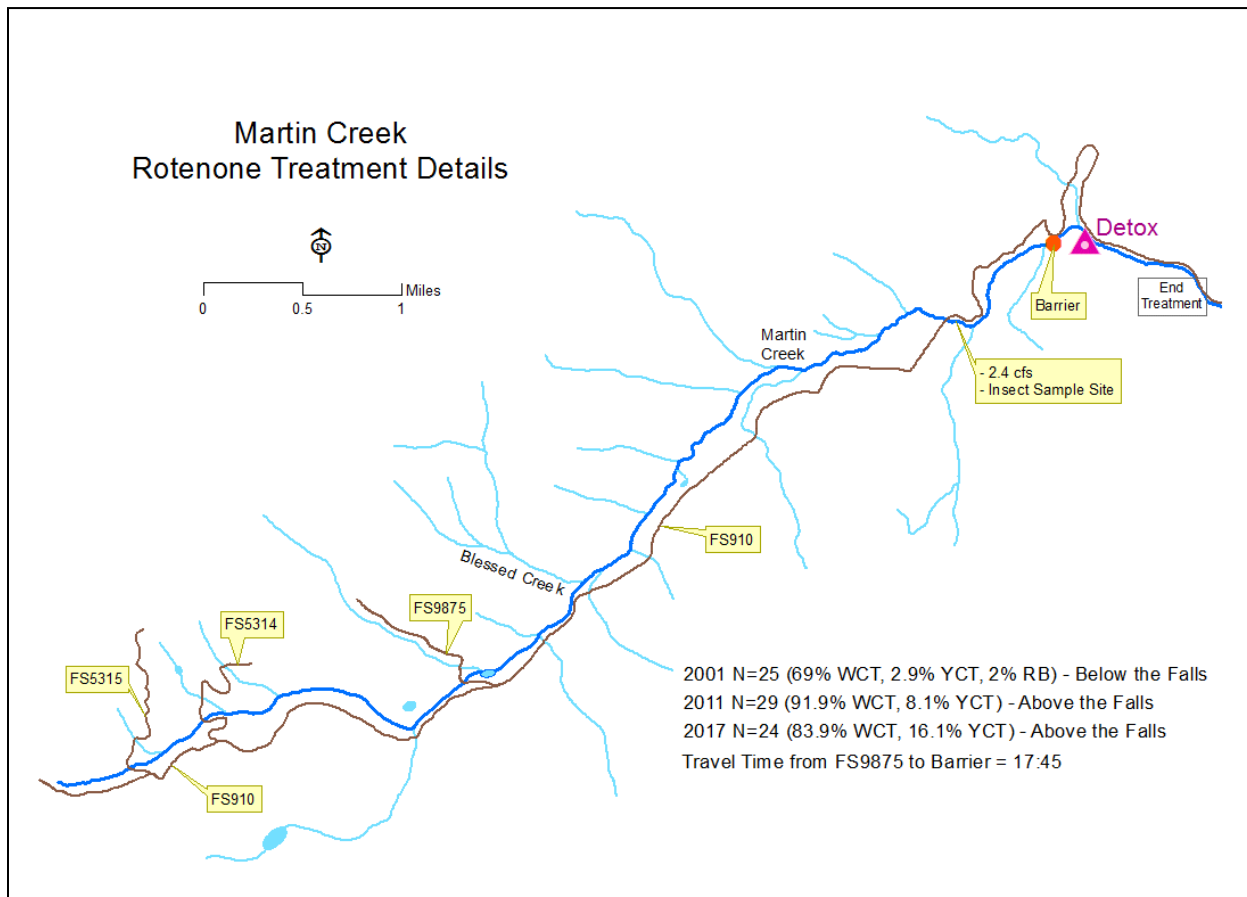 Martin Creek
Rotenone Treatment Details
N
Miles
0 0.5 1
Detox
End
Treatment
Barrier
Martin
Creek
- 2.4 cfs
- Insect Sample Site
FS910
Blessed Creek
FS9875
FS5314
FS5315
FS910
2001 N=25 (69% WCT, 2.9% YCT, 2% RB) - Below the Falls
2011 N=29 (91.9% WCT, 8.1% YCT) - Above the Falls
2017 N=24 (83.9% WCT, 16.1% YCT) - Above the Falls
Travel Time from FS9875 to Barrier = 17:45